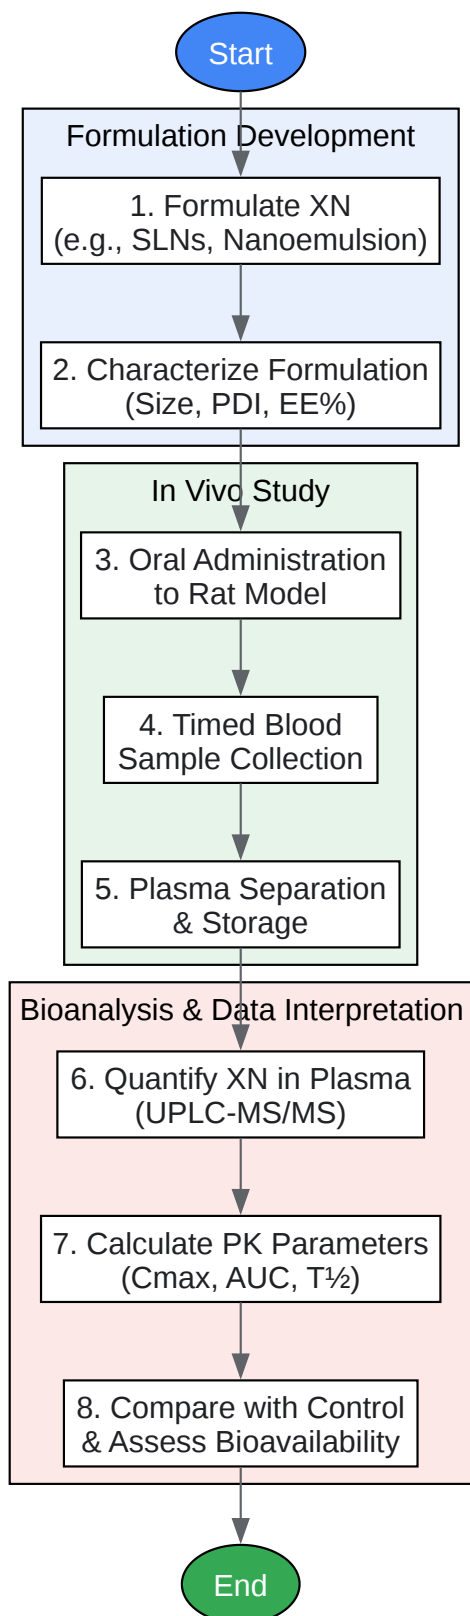 Start
Formulation Development
1. Formulate XN
(e.g., SLNs, Nanoemulsion)
2. Characterize Formulation
(Size, PDI, EE%)
In Vivo Study
3. Oral Administration
to Rat Model
4. Timed Blood
Sample Collection
5. Plasma Separation
& Storage
Bioanalysis & Data Interpretation
6. Quantify XN in Plasma
(UPLC-MS/MS)
7. Calculate PK Parameters
(Cmax, AUC, T½)
8. Compare with Control
& Assess Bioavailability
End